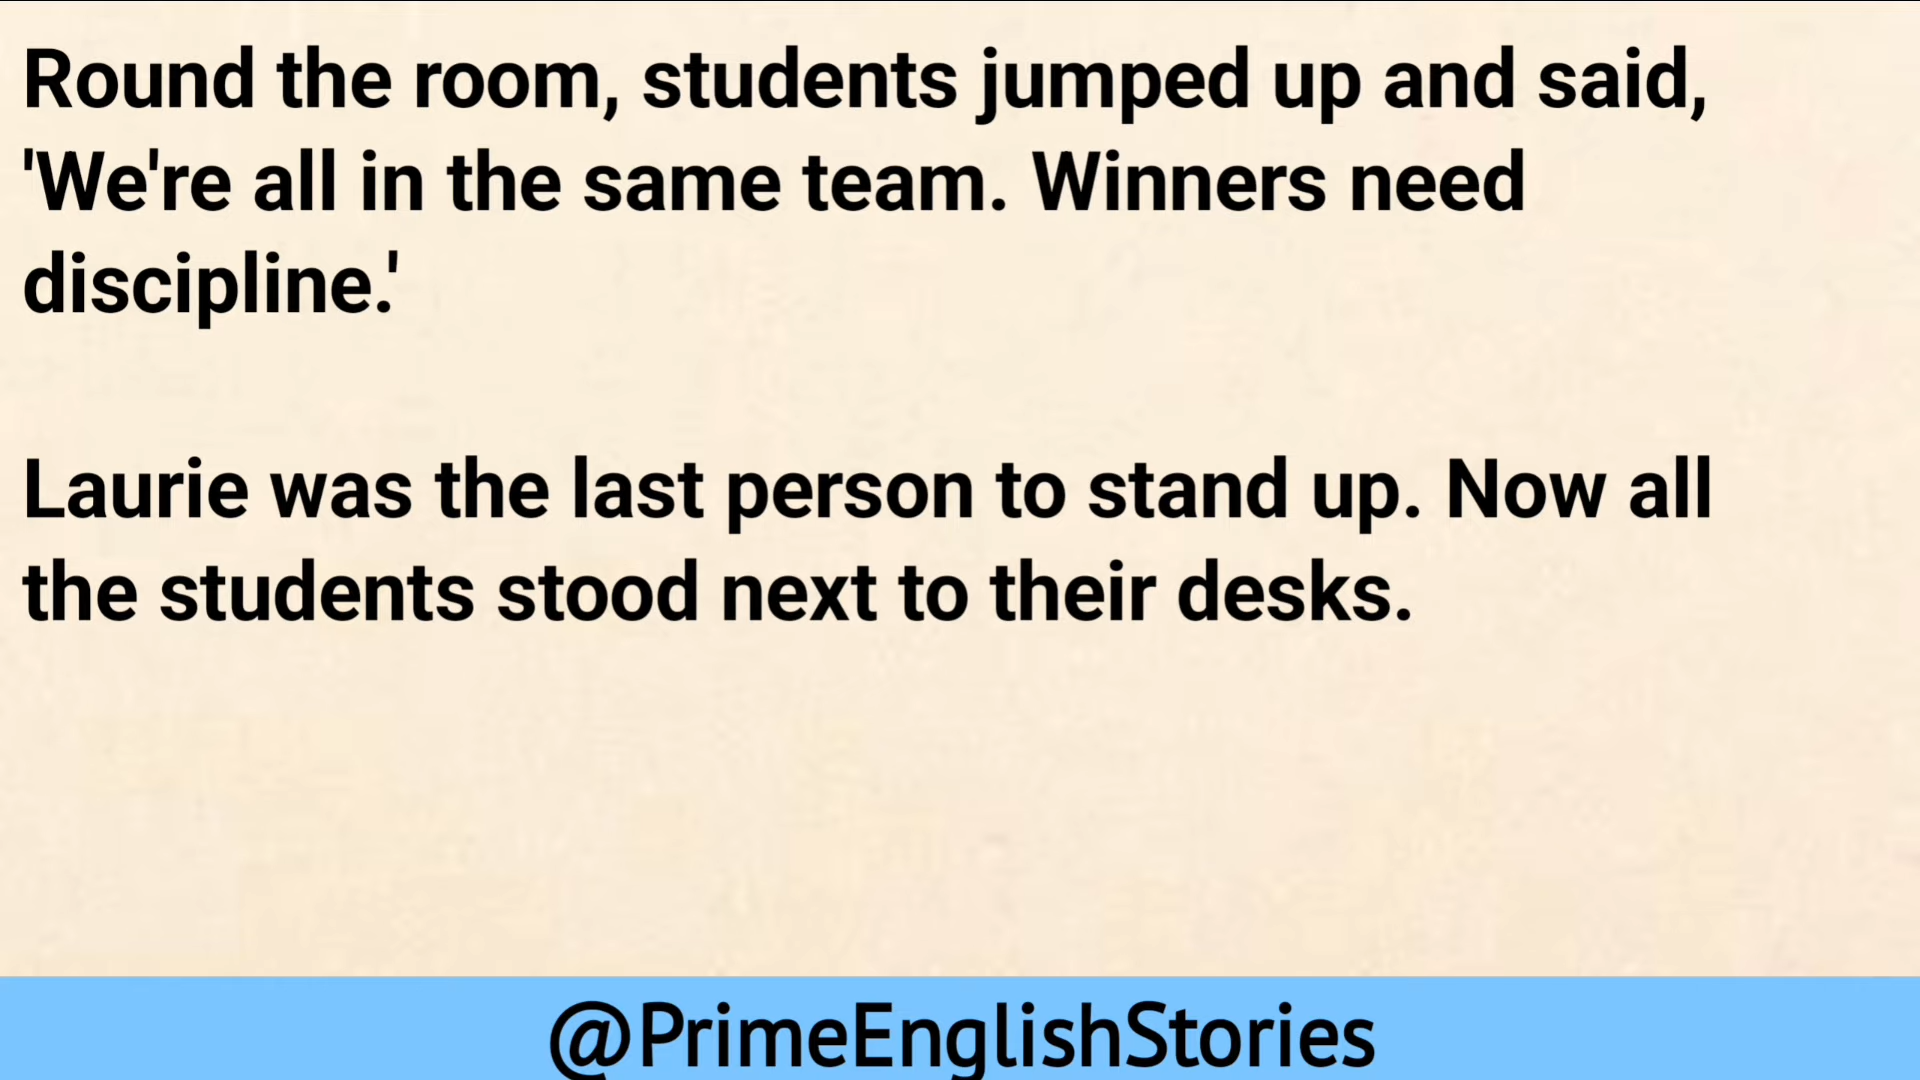 Round the room, students jumped up and said,
'We're all in the same team. Winners need
discipline.'
Laurie was the last person to stand up. Now all
the students stood next to their desks.
@PrimeEnglishStories